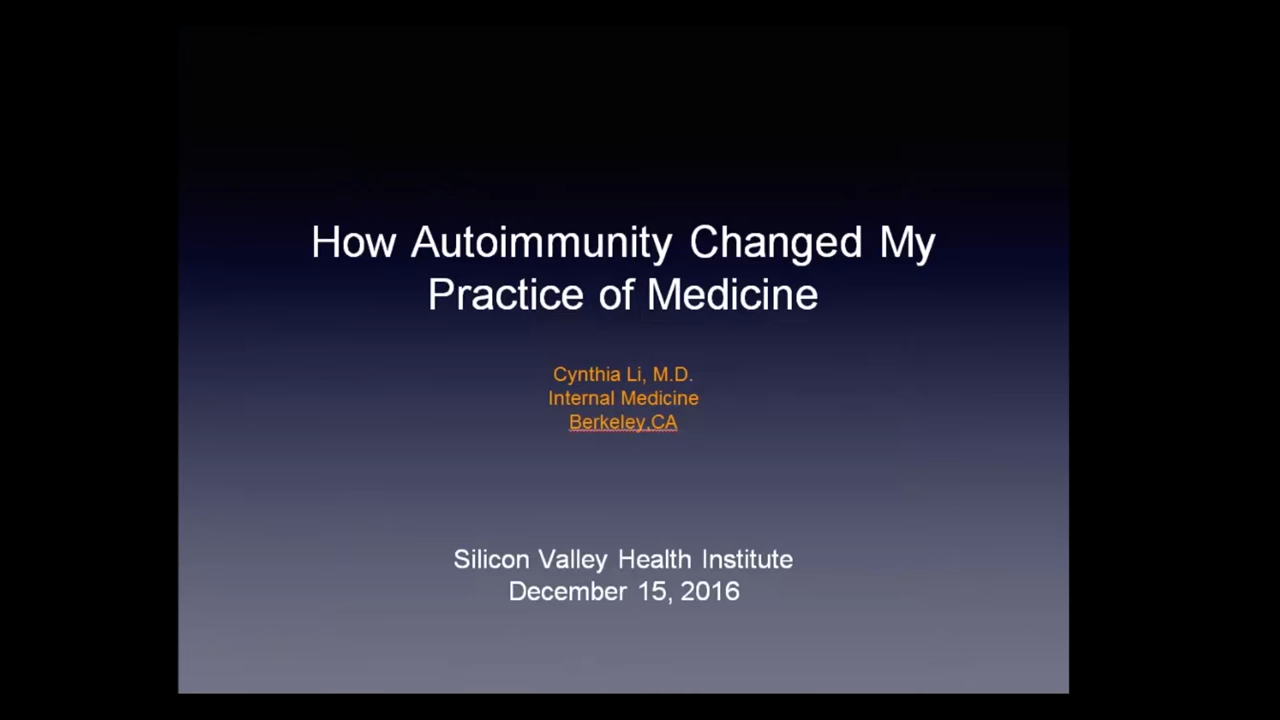 How Autoimmunity Changed My
Practice of Medicine
Cynthia Li, M.D.
Internal Medicine
Berkeley,CA
Silicon Valley Health Institute
December 15, 2016